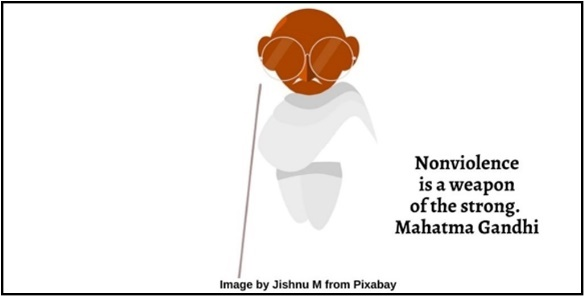 Nonviolence
is a weapon
of the strong.
Mahatma Gandhi
Image by Jishnu M from Pixabay